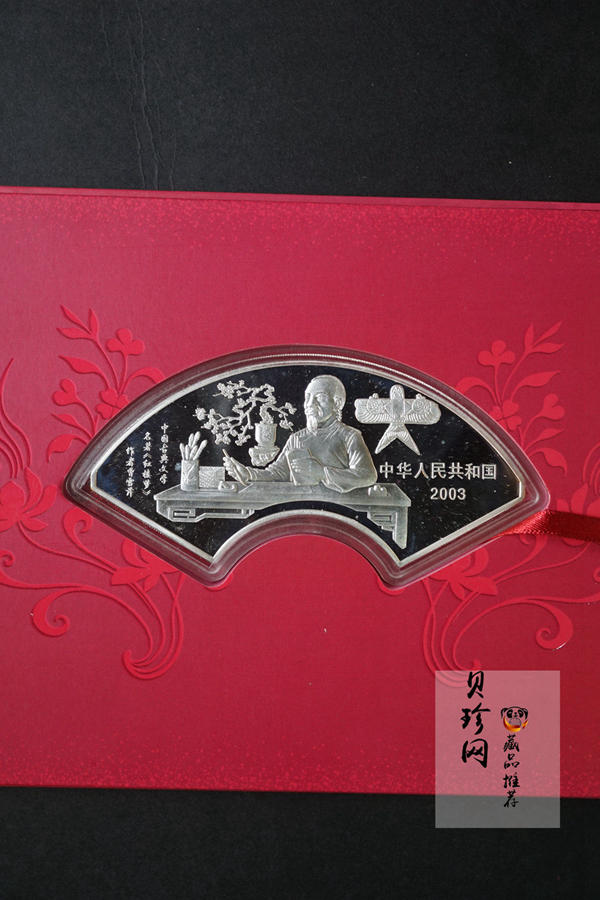 中国古典文学
名著《红楼梦》
作者曹雪芹
中华人民共和国
2003
贝珍网
藏品推荐